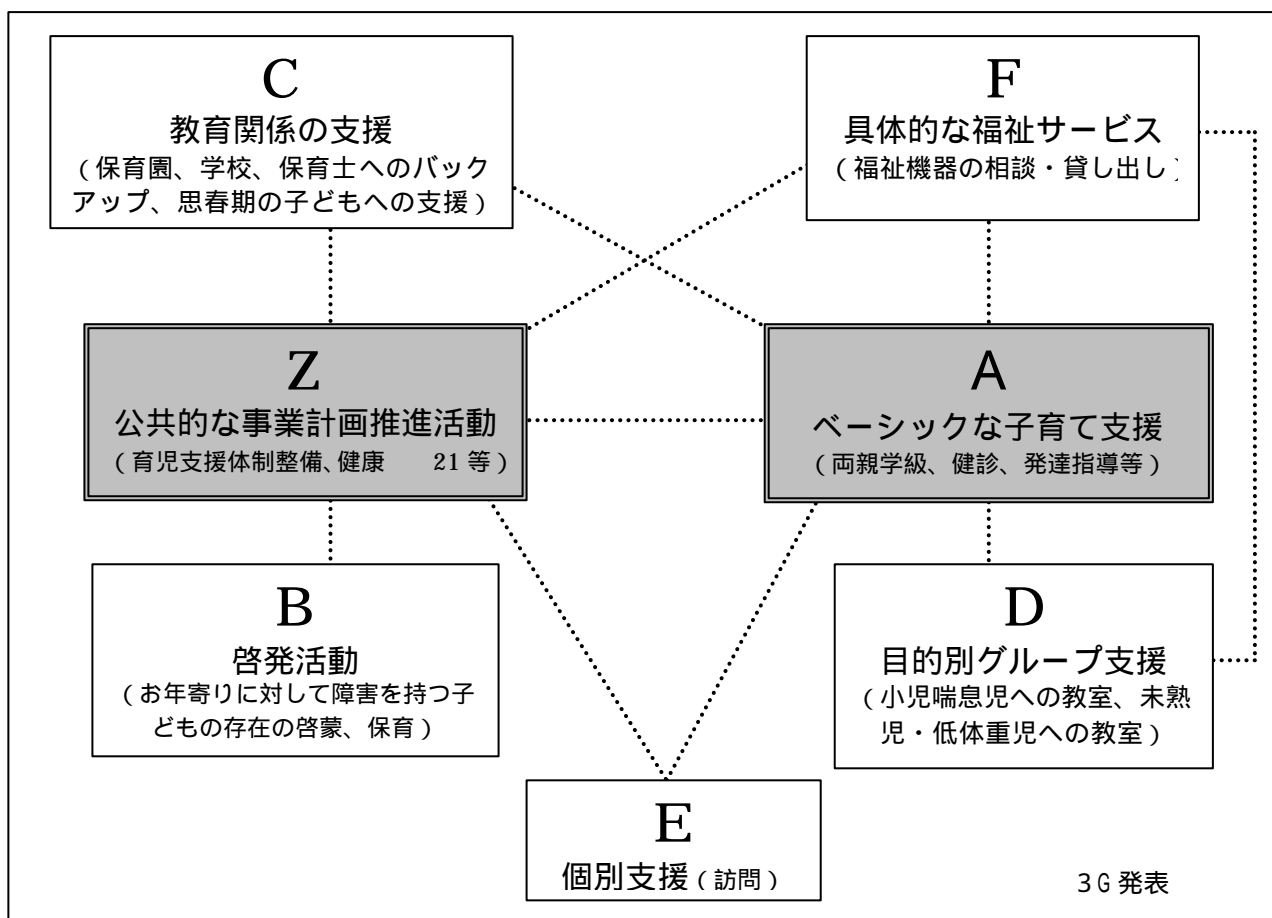 C
教育関係の支援
（保育園、学校、保育士へのバック
アップ、思春期の子どもへの支援）
F
具体的な福祉サービス
（福祉機器の相談・貸し出し）
Z
公共的な事業計画推進活動
（育児支援体制整備、健康　　21等）
A
ベーシックな子育て支援
（両親学級、健診、発達指導等）
B
啓発活動
（お年寄りに対して障害を持つ子
どもの存在の啓蒙、保育）
D
目的別グループ支援
（小児喘息児への教室、未熟
児・低体重児への教室）
E
個別支援（訪問）
3G発表